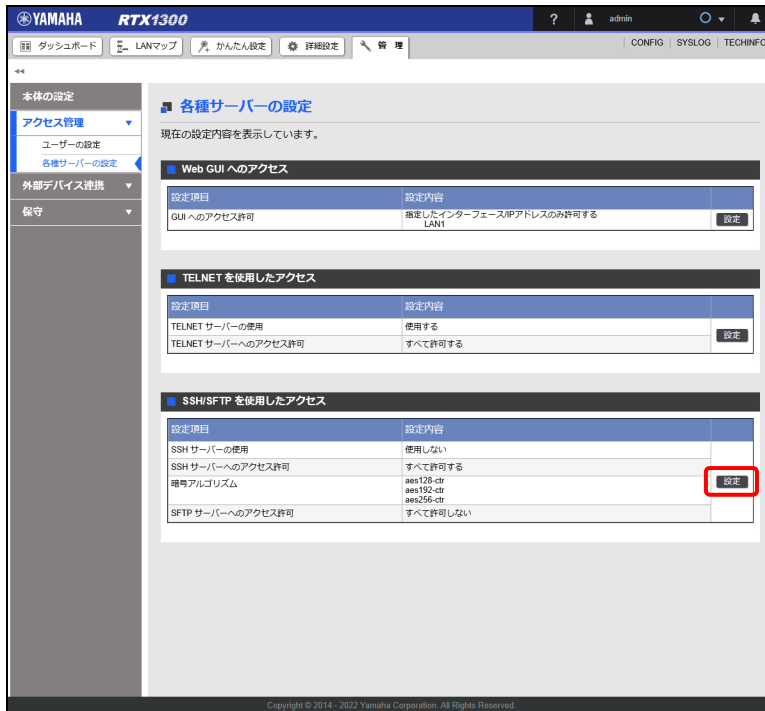 YAMAHA RTX1300 ? admin
ダッシュボード LANマップ かんたん設定 詳細設定 管 理 CONFIG SYSLOG TECHINFO
本体の設定
アクセス管理
ユーザーの設定
各種サーバーの設定
外部デバイス連携
保守
各種サーバーの設定
現在の設定内容を表示しています。
Web GUI へのアクセス
設定項目 設定内容
GUI へのアクセス許可 指定したインターフェース/IPアドレスのみ許可する 設定
LAN1
TELNET を使用したアクセス
設定項目 設定内容
TELNET サーバーの使用 使用する 設定
TELNET サーバーへのアクセス許可 すべて許可する
SSH/SFTP を使用したアクセス
設定項目 設定内容
SSH サーバーの使用 使用しない
SSH サーバーへのアクセス許可 すべて許可する
暗号アルゴリズム aes128-ctr 設定
aes192-ctr
aes256-ctr
SFTP サーバーへのアクセス許可 すべて許可しない
Copyright © 2014 - 2022 Yamaha Corporation. All Rights Reserved.